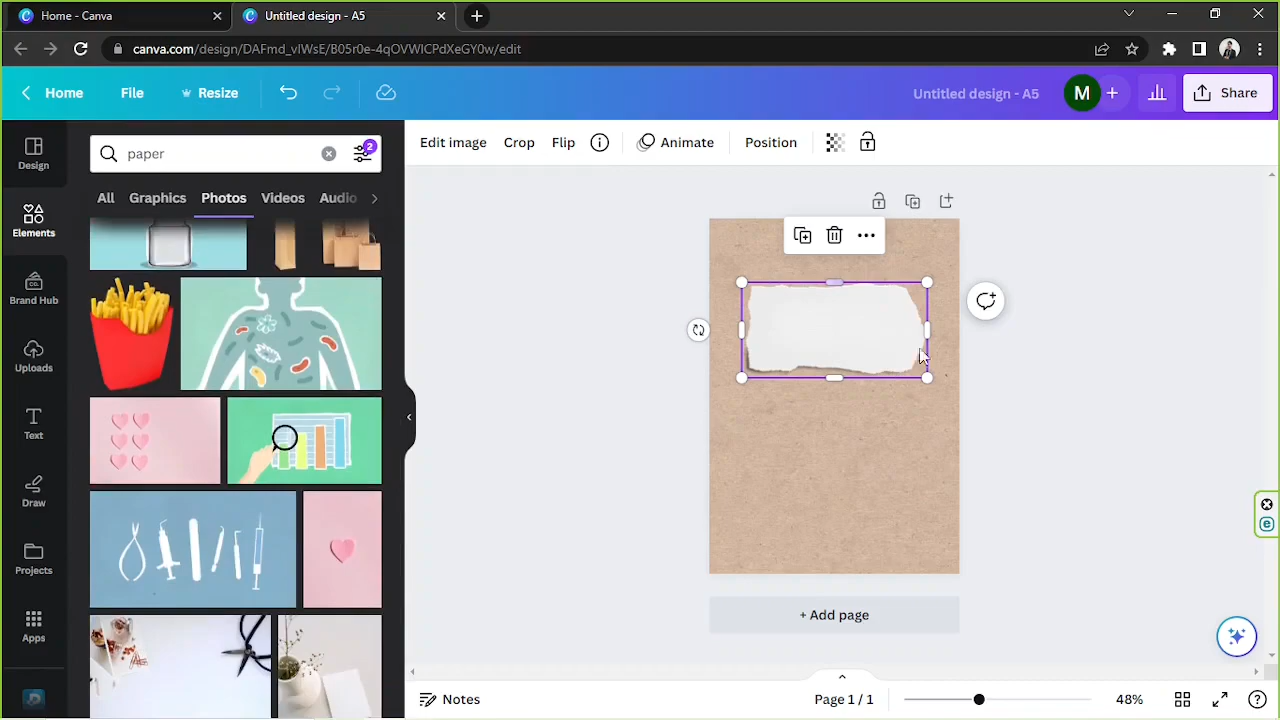 Home - Canva
Untitled design - A5
canva.com/design/DAFmd_vIWsE/B05r0e-4qOVWICPdXeGY0w/edit
Home
File
Resize
Untitled design - A5
M
Share
Design
paper
2
Edit image
Crop
Flip
Animate
Position
All
Graphics
Photos
Videos
Audio
Elements
CO.
Brand Hub
Uploads
Text
Draw
Projects
Apps
+ Add page
Notes
Page 1 / 1
48%